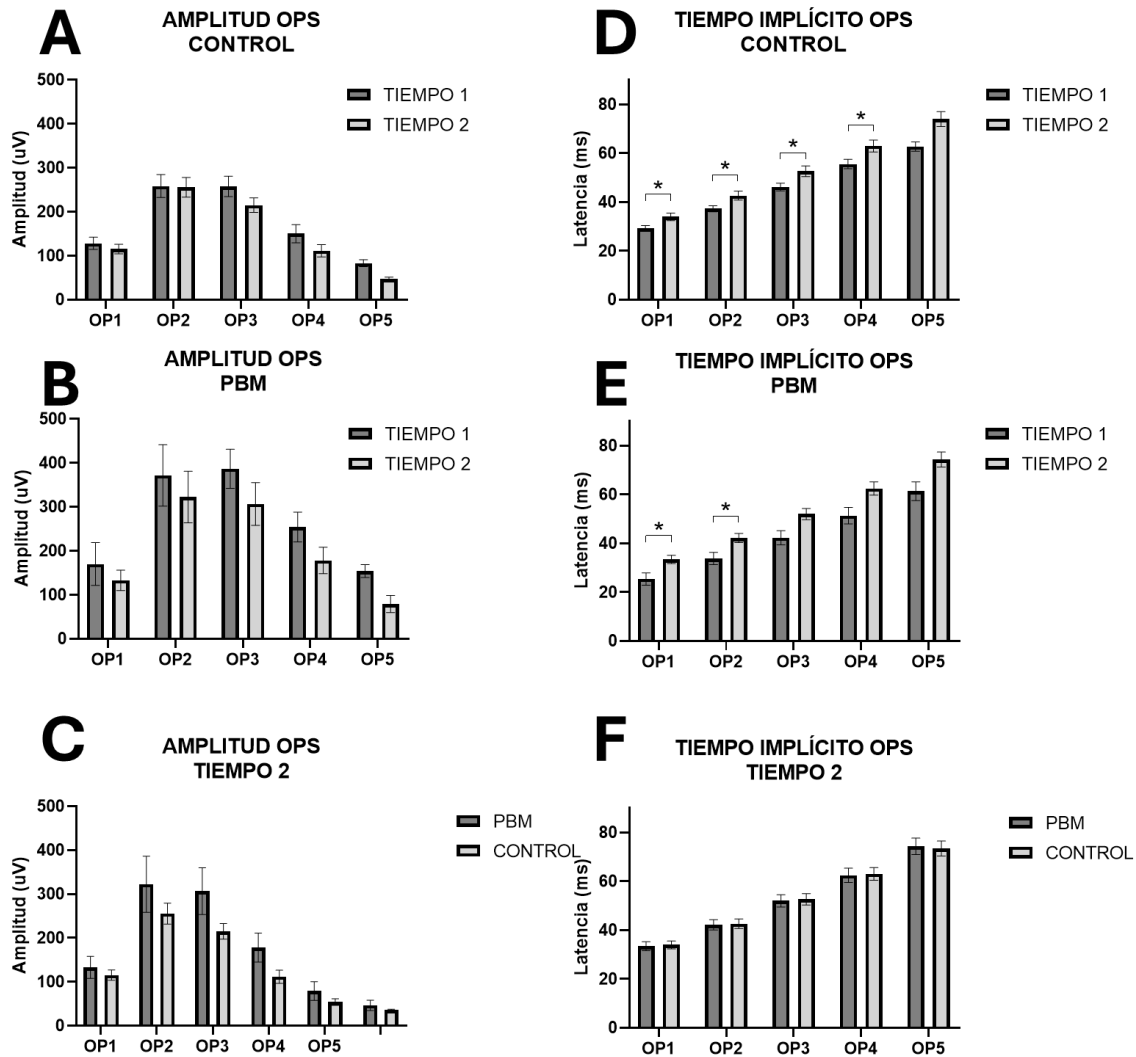 A
AMPLITUD OPS
CONTROL
TIEMPO 1
TIEMPO 2
Amplitud (uV)
500
400
300
200
100
0
OP1 OP2 OP3 OP4 OP5
D
TIEMPO IMPLÍCITO OPS
CONTROL
TIEMPO 1
TIEMPO 2
Latencia (ms)
80
60
40
20
0
* * * *
OP1 OP2 OP3 OP4 OP5
B
AMPLITUD OPS
PBM
TIEMPO 1
TIEMPO 2
Amplitud (uV)
500
400
300
200
100
0
OP1 OP2 OP3 OP4 OP5
E
TIEMPO IMPLÍCITO OPS
PBM
TIEMPO 1
TIEMPO 2
Latencia (ms)
80
60
40
20
0
* *
OP1 OP2 OP3 OP4 OP5
C
AMPLITUD OPS
TIEMPO 2
PBM
CONTROL
Amplitud (uV)
500
400
300
200
100
0
OP1 OP2 OP3 OP4 OP5
F
TIEMPO IMPLÍCITO OPS
TIEMPO 2
PBM
CONTROL
Latencia (ms)
80
60
40
20
0
OP1 OP2 OP3 OP4 OP5